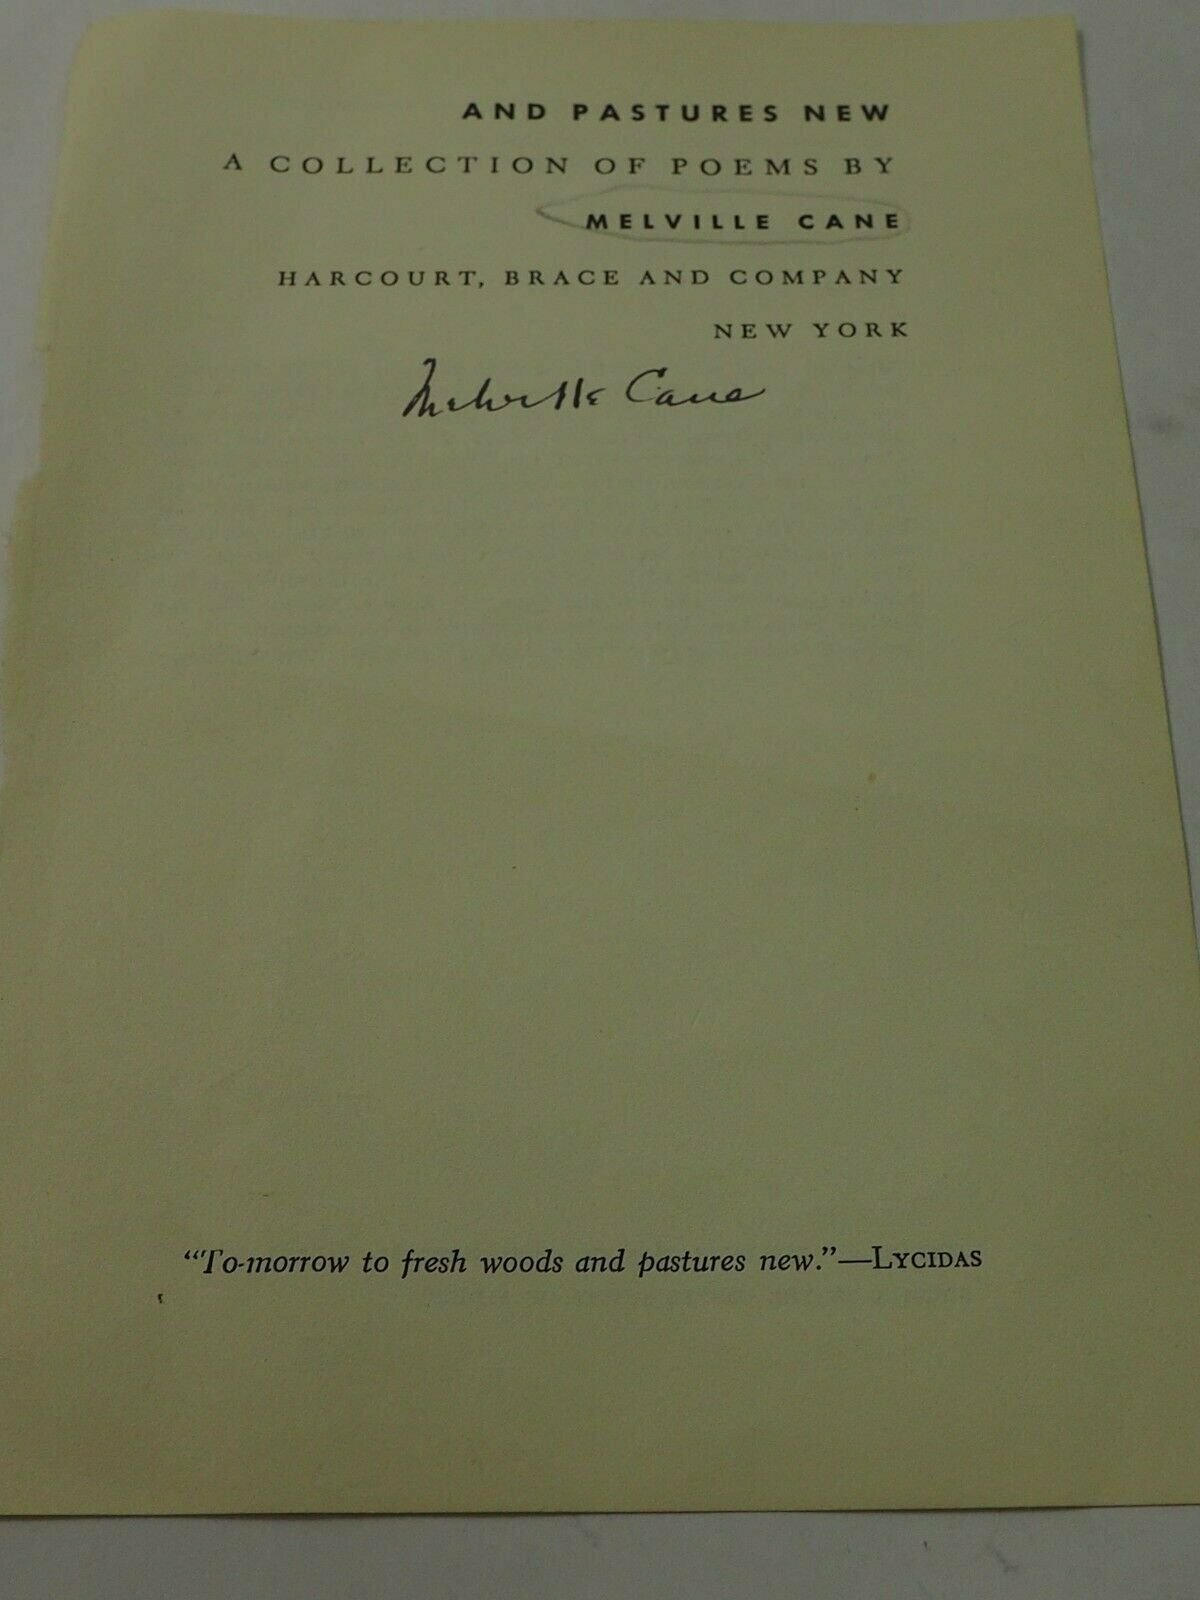 AND PASTURES NEW
A COLLECTION OF POEMS BY
MELVILLE CANE
HARCOURT, BRACE AND COMPANY
NEW YORK
Melville Cane
"To-morrow to fresh woods and pastures new."—LYCIDAS